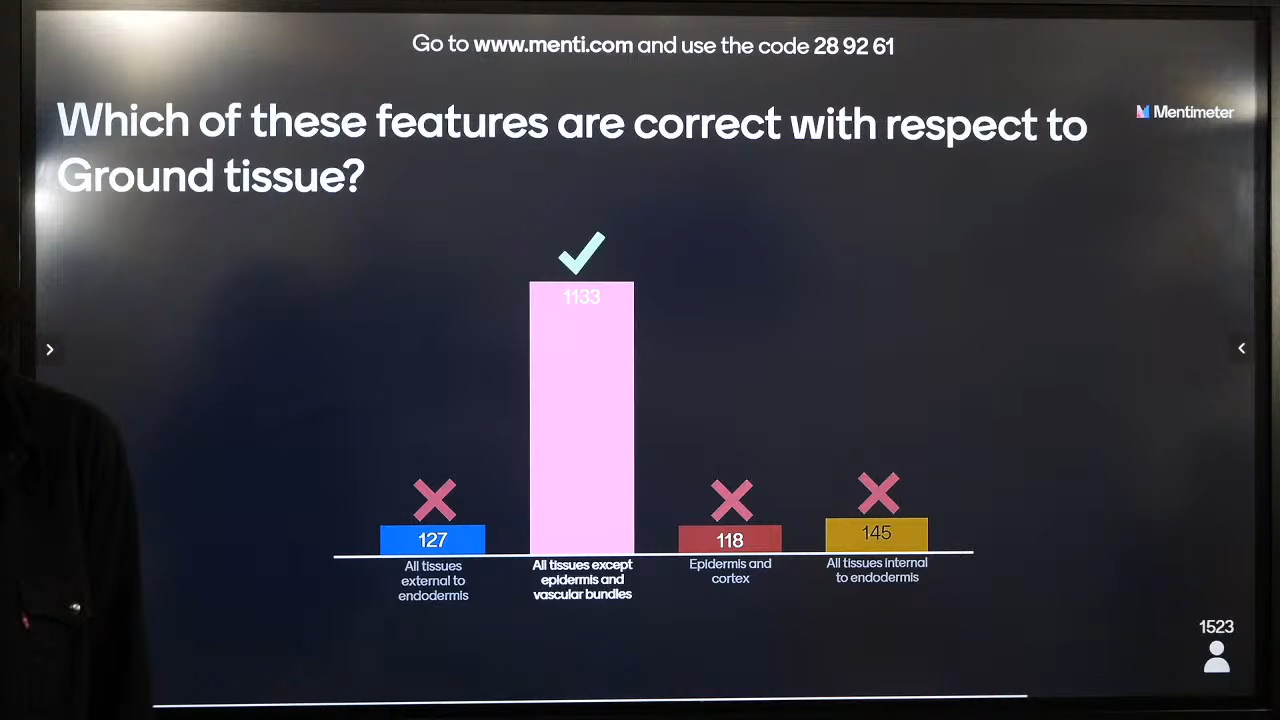 Go to www.menti.com and use the code 28 92 61
Which of these features are correct with respect to
Ground tissue?
Mentimeter
1133
127
118
145
All tissues
external to
endodermis
All tissues except
epidermis and
vascular bundles
Epidermis and
cortex
All tissues internal
to endodermis
1523